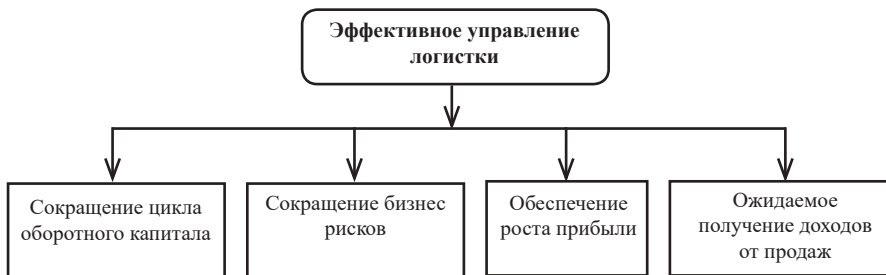 Эффективное управление
логистки
Сокращение цикла
оборотного капитала
Сокращение бизнес
рисков
Обеспечение
роста прибыли
Ожидаемое
получение доходов
от продаж